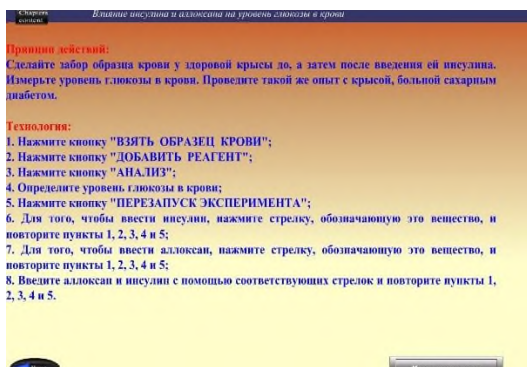 Chapters
content
Влияние инсулина и аллоксана на уровень глюкозы в крови
Принцип действий:
Сделайте забор образца крови у здоровой крысы до, а затем после введения ей инсулина.
Измерьте уровень глюкозы в крови. Проведите такой же опыт с крысой, больной сахарным
диабетом.
Технология:
1. Нажмите кнопку "ВЗЯТЬ ОБРАЗЕЦ КРОВИ";
2. Нажмите кнопку "ДОБАВИТЬ РЕАГЕНТ";
3. Нажмите кнопку "АНАЛИЗ";
4. Определите уровень глюкозы в крови;
5. Нажмите кнопку "ПЕРЕЗАПУСК ЭКСПЕРИМЕНТА";
6. Для того, чтобы ввести инсулин, нажмите стрелку, обозначающую это вещество, и
повторите пункты 1, 2, 3, 4 и 5;
7. Для того, чтобы ввести аллоксан, нажмите стрелку, обозначающую это вещество, и
повторите пункты 1, 2, 3, 4 и 5;
8. Введите аллоксан и инсулин с помощью соответствующих стрелок и повторите пункты 1,
2, 3, 4 и 5.